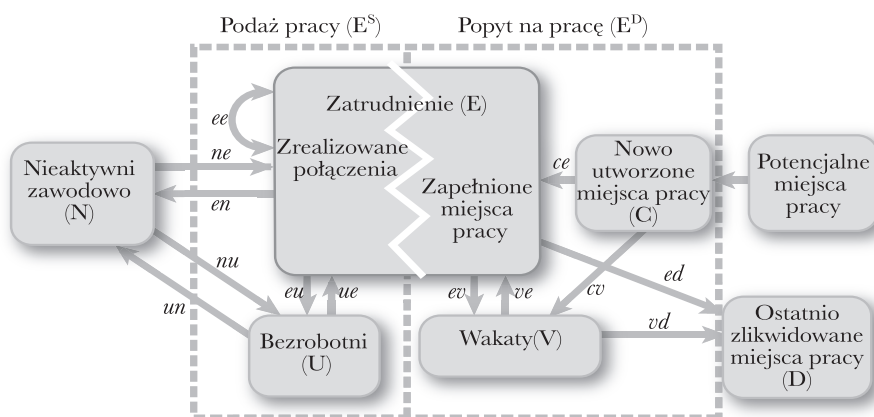 Podaż pracy (Eˢ)
Popyt na pracę (Eᴰ)
Zatrudnienie (E)
ee
Zrealizowane
połączenia
Zapełnione
miejsca
pracy
ne
en
Nieaktywni
zawodowo
(N)
ce
Nowo
utworzone
miejsca pracy
(C)
Potencjalne
miejsca
pracy
nu
un
eu
ue
ev
ve
cv
ed
vd
Bezrobotni
(U)
Wakaty(V)
Ostatnio
zlikwidowane
miejsca pracy
(D)